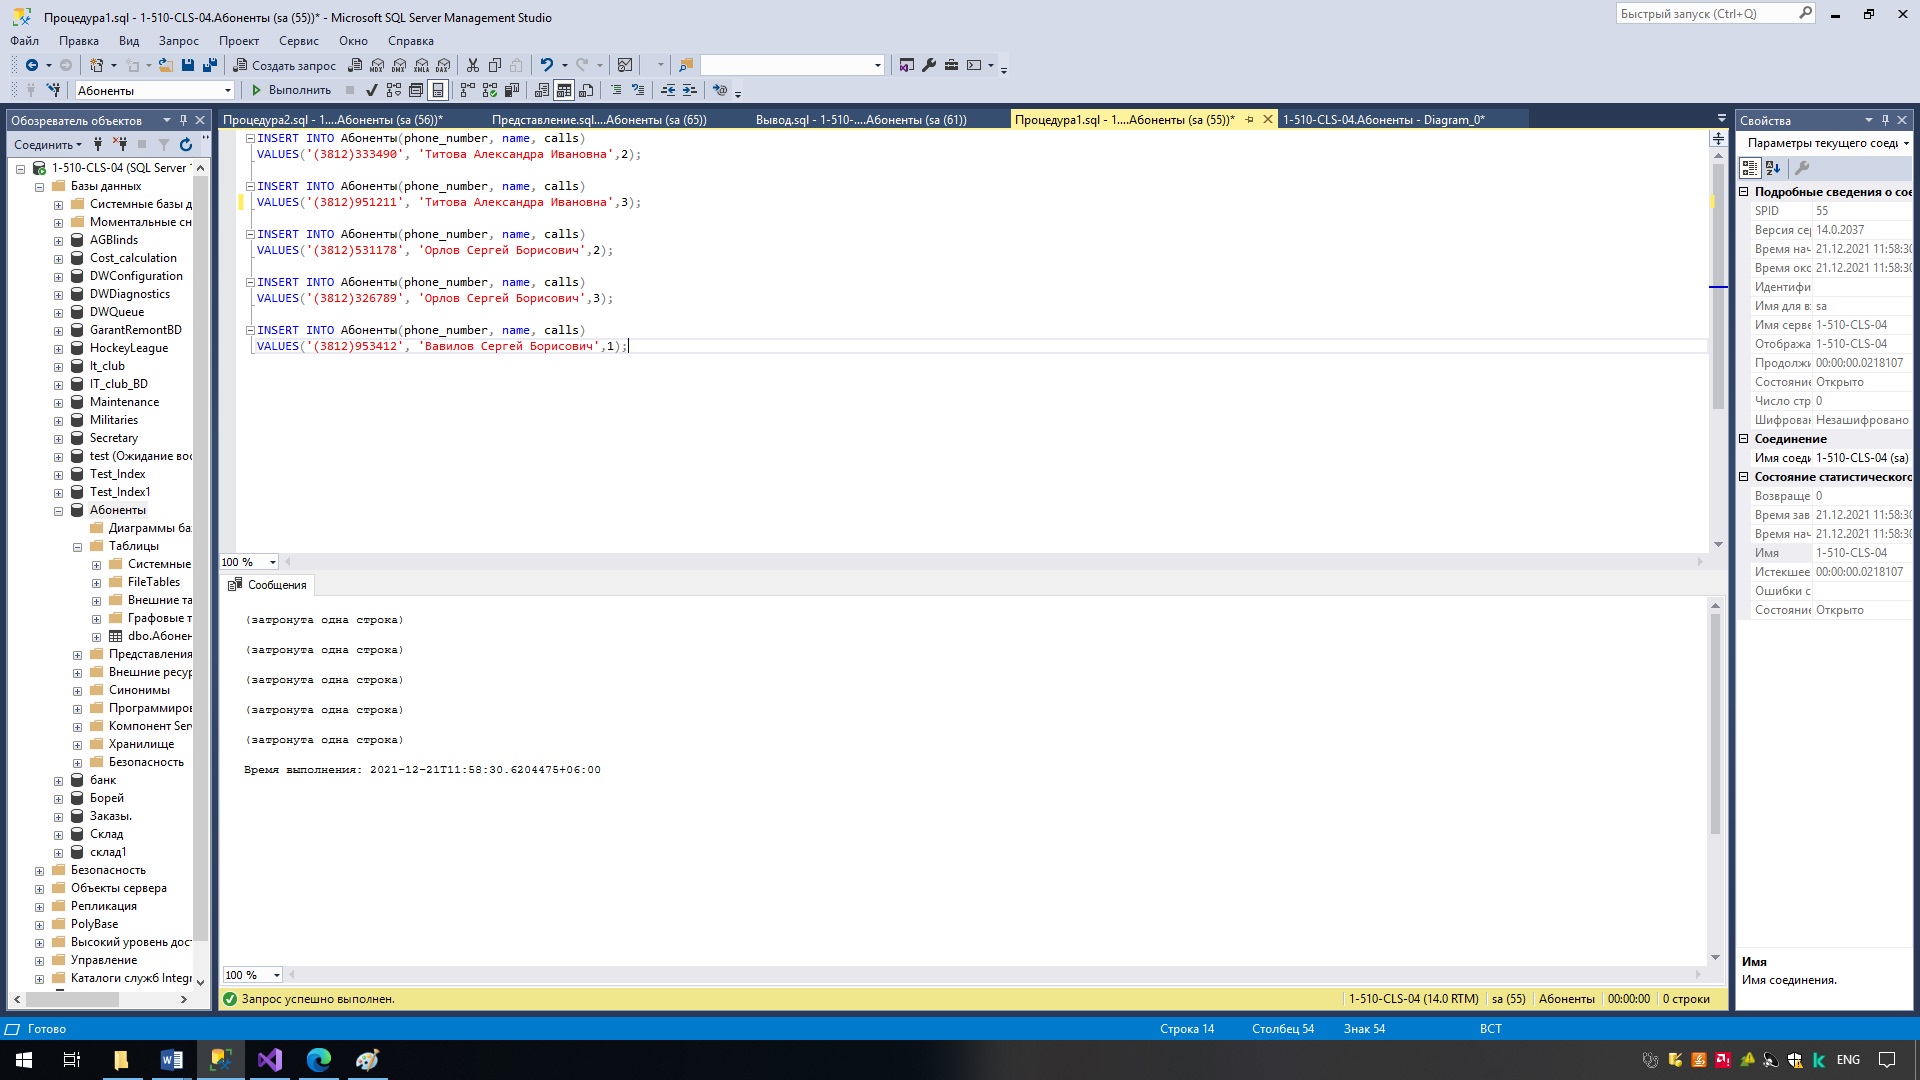 Процедура1.sql - 1-510-CLS-04.Абоненты (sa (55))* - Microsoft SQL Server Management Studio
Быстрый запуск (Ctrl+Q)
Файл Правка Вид Запрос Проект Сервис Окно Справка
Создать запрос
Абоненты
Выполнить
Обозреватель объектов
Процедура2.sql - 1....Абоненты (sa (56))*
Представление.sql....Абоненты (sa (65))
Вывод.sql - 1-510-....Абоненты (sa (61))
Процедура1.sql - 1....Абоненты (sa (55))*
1-510-CLS-04.Абоненты - Diagram_0*
Соединить
1-510-CLS-04 (SQL Server
Базы данных
Системные базы д
Моментальные сн
AGBlinds
Cost_calculation
DWConfiguration
DWDiagnostics
DWQueue
GarantRemontBD
HockeyLeague
It_club
IT_club_BD
Maintenance
Militaries
Secretary
test (Ожидание вос
Test_Index
Test_Index1
Абоненты
Диаграммы ба
Таблицы
Системные
FileTables
Внешние та
Графовые т
dbo.Абонен
Представления
Внешние ресур
Синонимы
Программиров
Компонент Ser
Хранилище
Безопасность
банк
Борей
Заказы.
Склад
склад1
Безопасность
Объекты сервера
Репликация
PolyBase
Высокий уровень дос
Управление
Каталоги служб Integr
INSERT INTO Абоненты(phone_number, name, calls)
VALUES('(3812)333490', 'Титова Александра Ивановна',2);
INSERT INTO Абоненты(phone_number, name, calls)
VALUES('(3812)951211', 'Титова Александра Ивановна',3);
INSERT INTO Абоненты(phone_number, name, calls)
VALUES('(3812)531178', 'Орлов Сергей Борисович',2);
INSERT INTO Абоненты(phone_number, name, calls)
VALUES('(3812)326789', 'Орлов Сергей Борисович',3);
INSERT INTO Абоненты(phone_number, name, calls)
VALUES('(3812)953412', 'Вавилов Сергей Борисович',1);
100 %
Сообщения
(затронута одна строка)
(затронута одна строка)
(затронута одна строка)
(затронута одна строка)
(затронута одна строка)
Время выполнения: 2021-12-21T11:58:30.6204475+06:00
100 %
Запрос успешно выполнен.
1-510-CLS-04 (14.0 RTM) sa (55) Абоненты 00:00:00 0 строки
Свойства
Параметры текущего соеди
Подробные сведения о сое
SPID 55
Версия сер 14.0.2037
Время нач 21.12.2021 11:58:30
Время око 21.12.2021 11:58:30
Идентифи
Имя для вх sa
Имя серве 1-510-CLS-04
Отобража 1-510-CLS-04
Продолжи 00:00:00.0218107
Состояние Открыто
Число стр 0
Шифрован Незашифровано
Соединение
Имя соеди 1-510-CLS-04 (sa)
Состояние статистического
Возвраще 0
Время зав 21.12.2021 11:58:30
Время нач 21.12.2021 11:58:30
Имя 1-510-CLS-04
Истекшее 00:00:00.0218107
Ошибки с
Состояние Открыто
Имя
Имя соединения.
Готово
Строка 14 Столбец 54 Знак 54 ВСТ
ENG